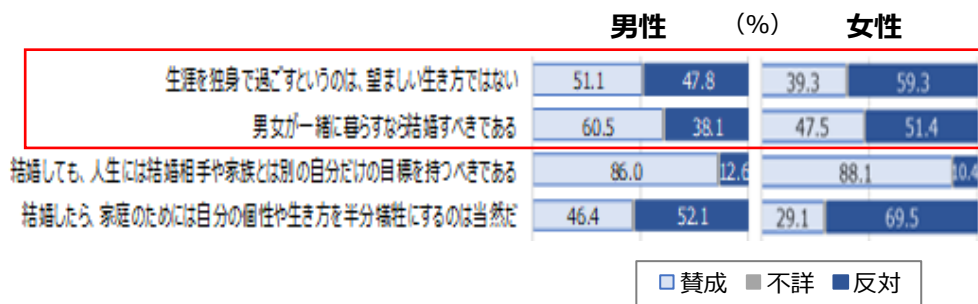 男性 (%) 女性
生涯を独身で過ごすというのは、望ましい生き方ではない 51.1 47.8 39.3 59.3
男女が一緒に暮らすなら結婚すべきである 60.5 38.1 47.5 51.4
結婚しても、人生には結婚相手や家族とは別の自分だけの目標を持つべきである 86.0 12.6 88.1 10.4
結婚したら、家庭のためには自分の個性や生き方を半分犠牲にするのは当然だ 46.4 52.1 29.1 69.5
賛成 不詳 反対